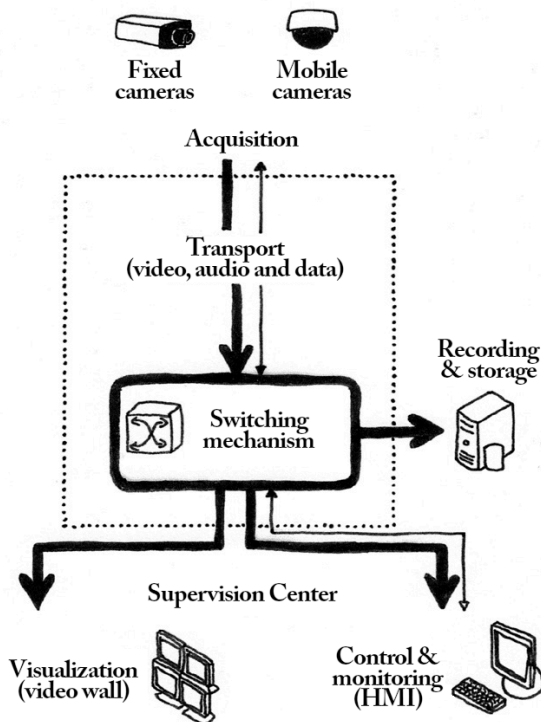 Fixed
cameras
Mobile
cameras
Acquisition
Transport
(video, audio and data)
Recording
& storage
Switching
mechanism
Supervision Center
Visualization
(video wall)
Control &
monitoring
(HMI)